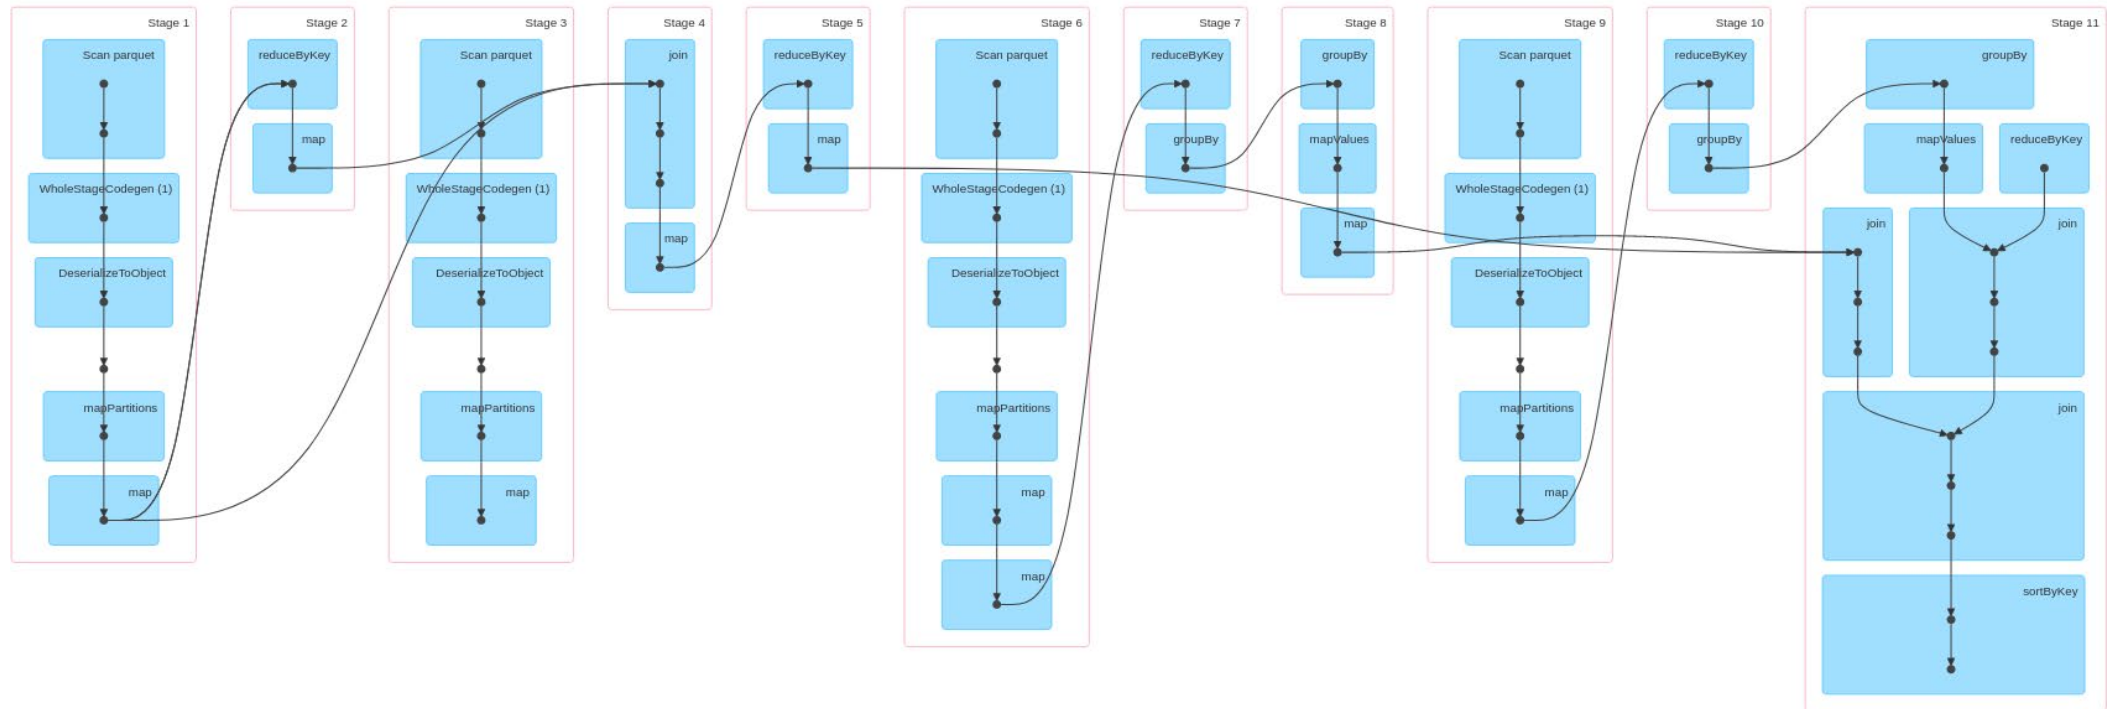 Stage 1
Scan parquet
WholeStageCodegen (1)
DeserializeToObject
mapPartitions
map
Stage 2
reduceByKey
map
Stage 3
Scan parquet
WholeStageCodegen (1)
DeserializeToObject
mapPartitions
map
Stage 4
join
map
Stage 5
reduceByKey
map
Stage 6
Scan parquet
WholeStageCodegen (1)
DeserializeToObject
mapPartitions
map
map
Stage 7
reduceByKey
groupBy
Stage 8
groupBy
mapValues
map
Stage 9
Scan parquet
WholeStageCodegen (1)
DeserializeToObject
mapPartitions
map
Stage 10
reduceByKey
groupBy
Stage 11
groupBy
mapValues
reduceByKey
join
join
join
sortByKey